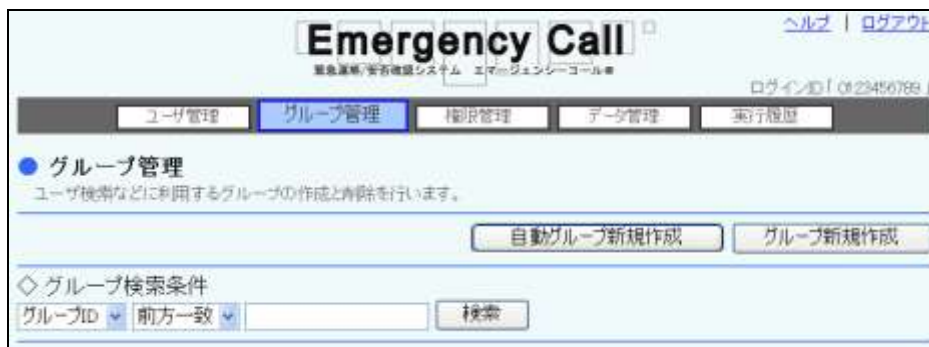 ヘルプ | ログアウト
Emergency Call
緊急連絡/安否確認システム エマージェンシーコール®
ログインID「0123456789」
ユーザ管理 グループ管理 権限管理 データ管理 実行履歴
● グループ管理
ユーザ検索などに利用するグループの作成と削除を行います。
自動グループ新規作成 グループ新規作成
◇グループ検索条件
グループID 前方一致 検索